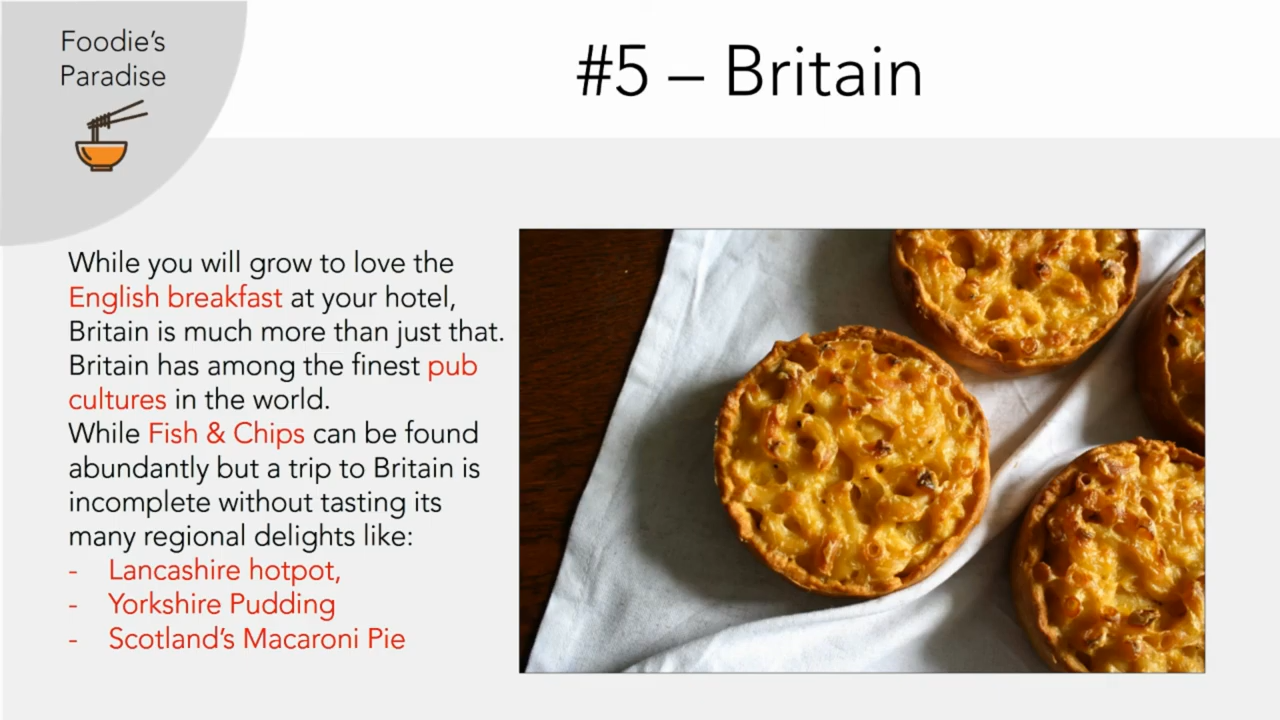 Foodie's
Paradise
#5 – Britain
While you will grow to love the
English breakfast at your hotel,
Britain is much more than just that.
Britain has among the finest pub
cultures in the world.
While Fish & Chips can be found
abundantly but a trip to Britain is
incomplete without tasting its
many regional delights like:
- Lancashire hotpot,
- Yorkshire Pudding
- Scotland's Macaroni Pie